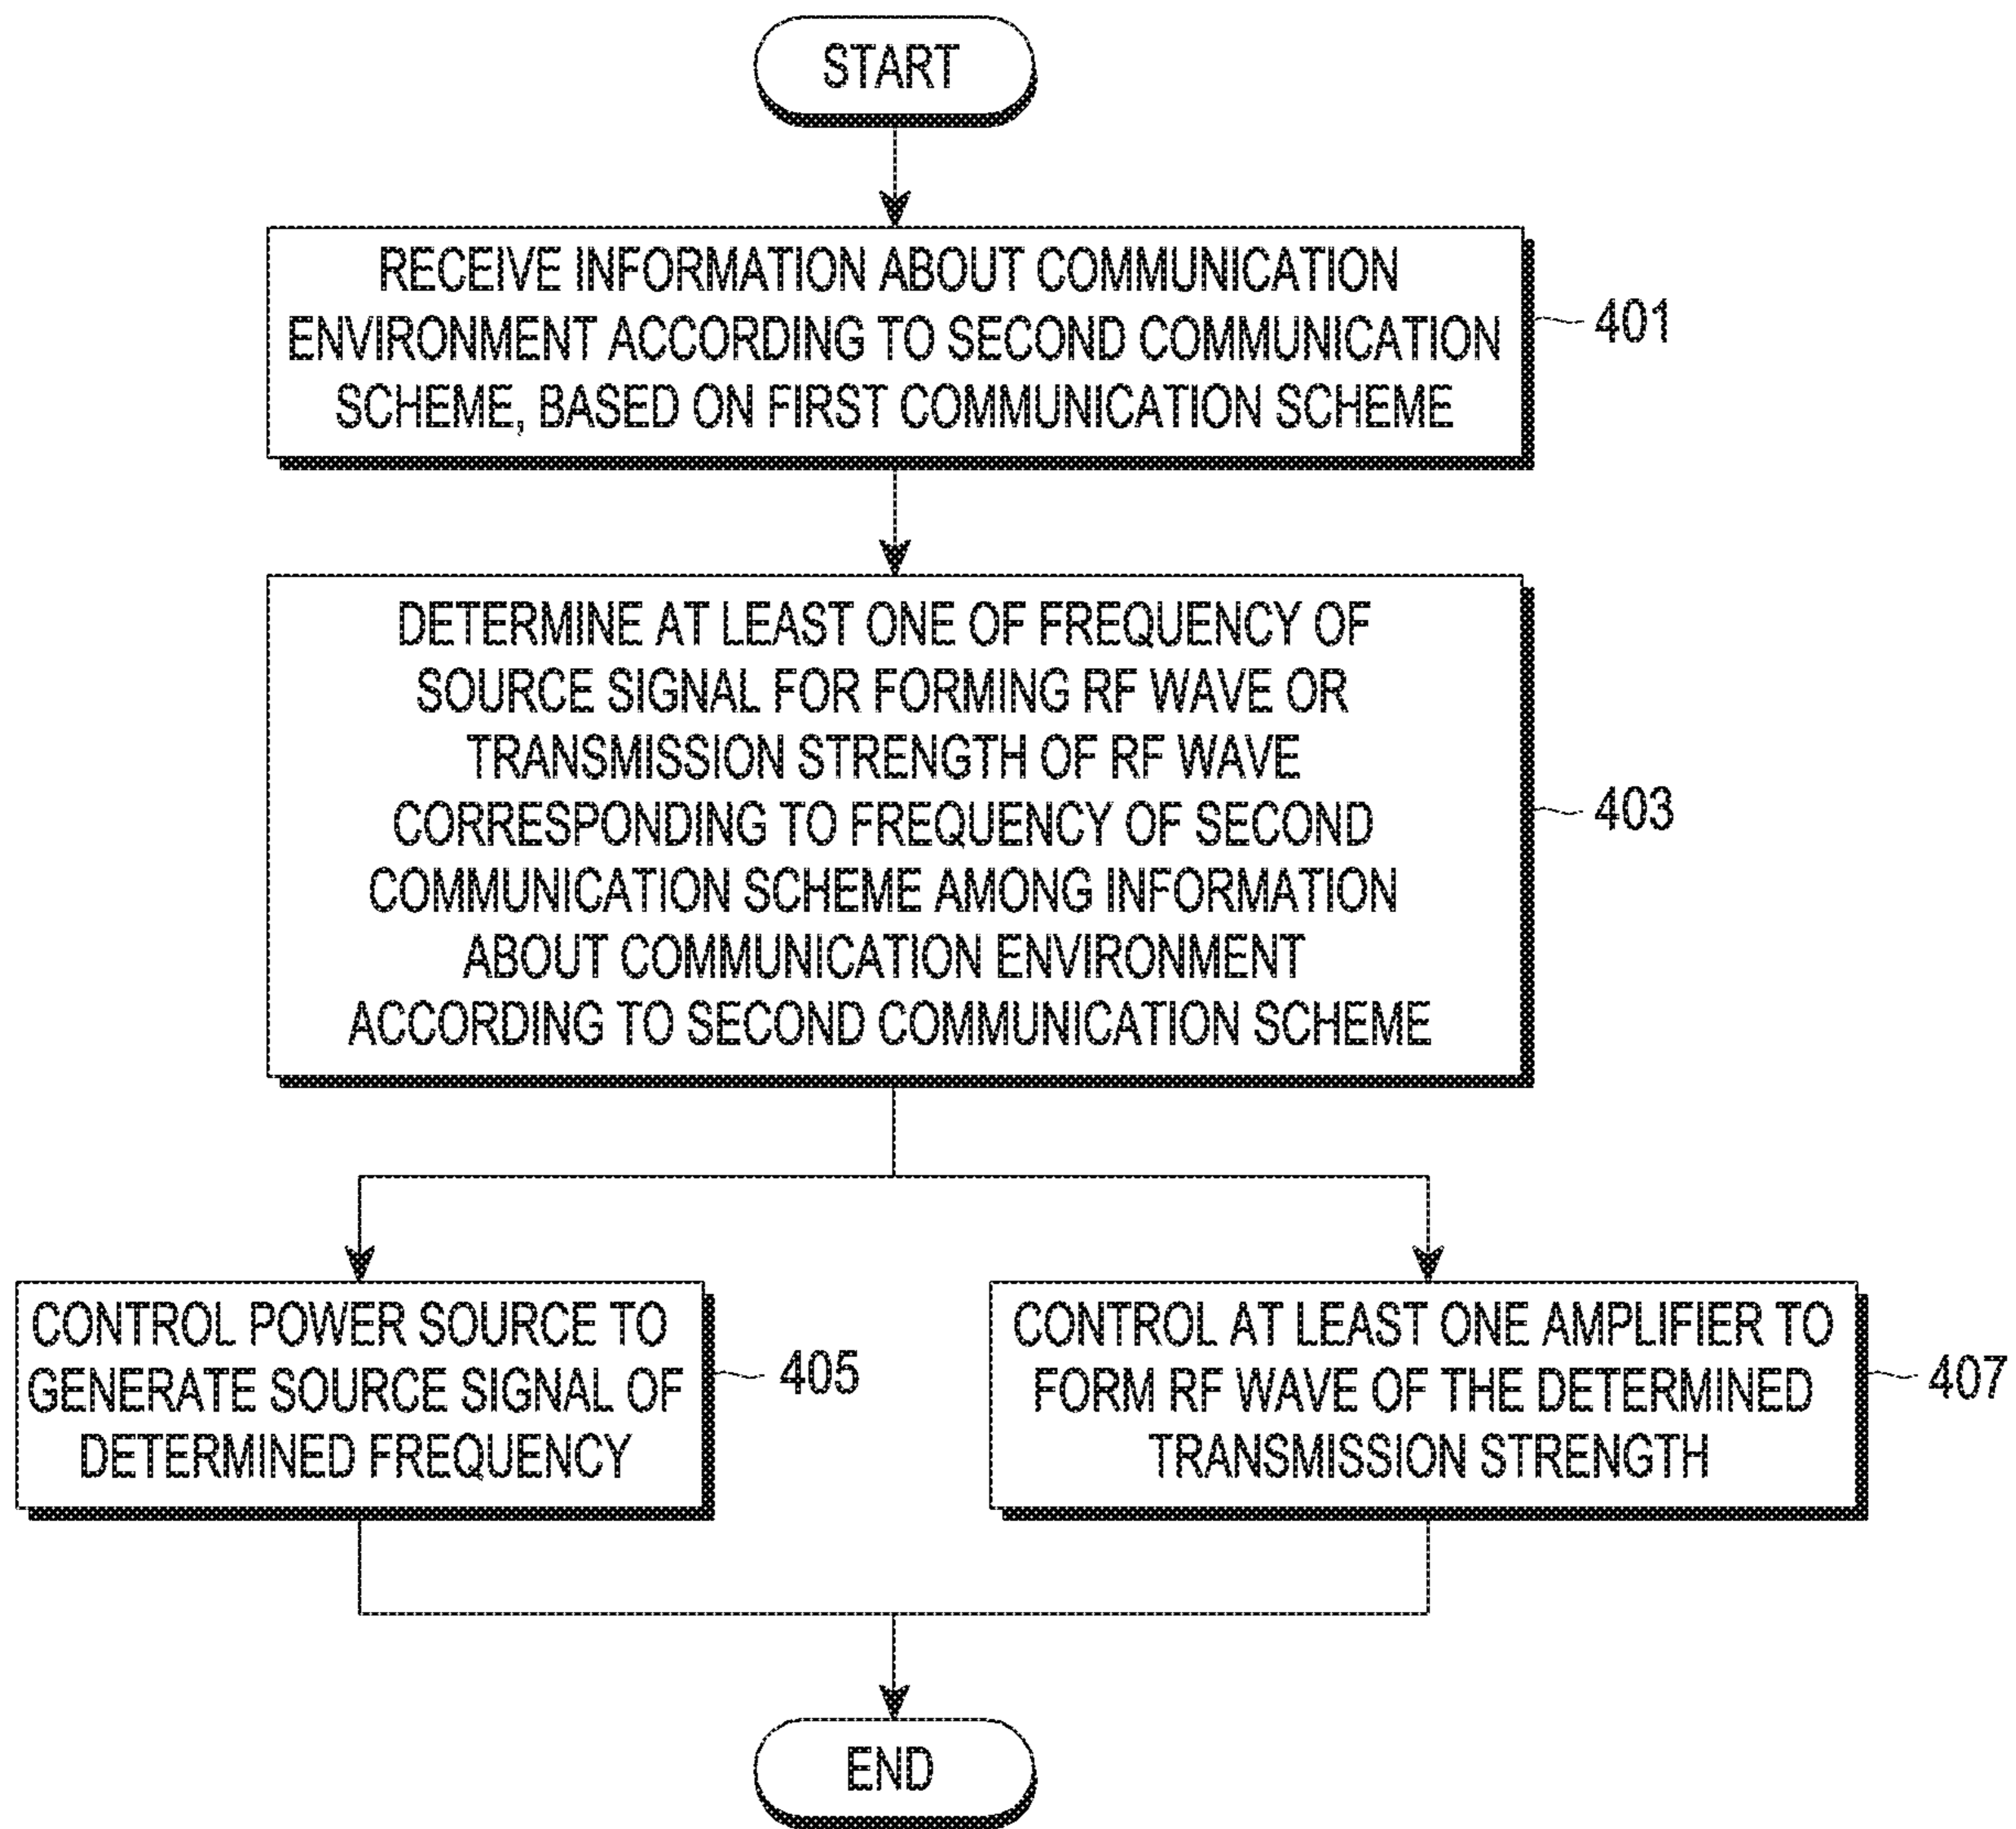 START
RECEIVE INFORMATION ABOUT COMMUNICATION
ENVIRONMENT ACCORDING TO SECOND COMMUNICATION
SCHEME, BASED ON FIRST COMMUNICATION SCHEME
401
DETERMINE AT LEAST ONE OF FREQUENCY OF
SOURCE SIGNAL FOR FORMING RF WAVE OR
TRANSMISSION STRENGTH OF RF WAVE
CORRESPONDING TO FREQUENCY OF SECOND
COMMUNICATION SCHEME AMONG INFORMATION
ABOUT COMMUNICATION ENVIRONMENT
ACCORDING TO SECOND COMMUNICATION SCHEME
403
CONTROL POWER SOURCE TO
GENERATE SOURCE SIGNAL OF
DETERMINED FREQUENCY
405
CONTROL AT LEAST ONE AMPLIFIER TO
FORM RF WAVE OF THE DETERMINED
TRANSMISSION STRENGTH
407
END